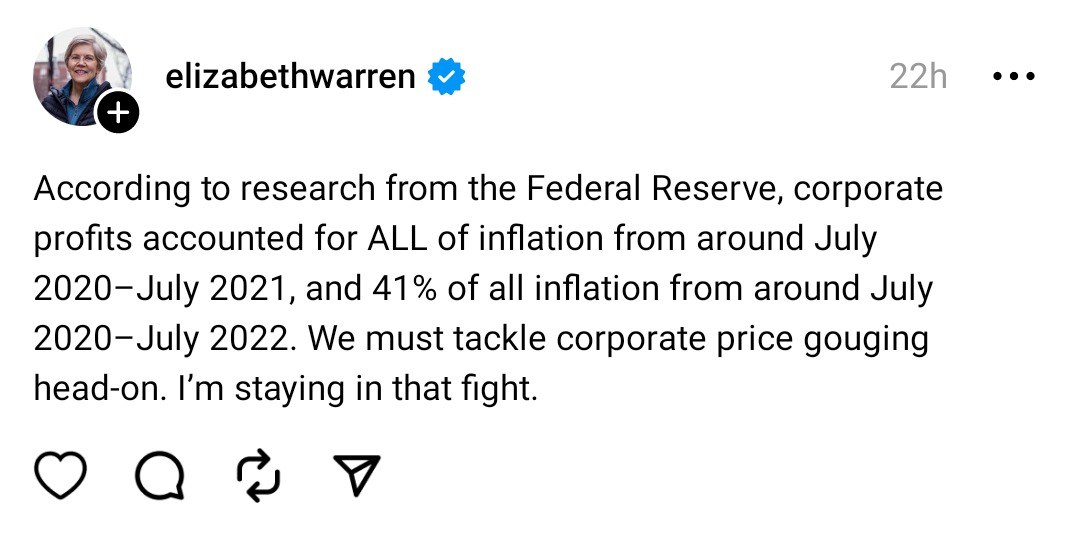 elizabethwarren
22h
According to research from the Federal Reserve, corporate
profits accounted for ALL of inflation from around July
2020–July 2021, and 41% of all inflation from around July
2020–July 2022. We must tackle corporate price gouging
head-on. I’m staying in that fight.